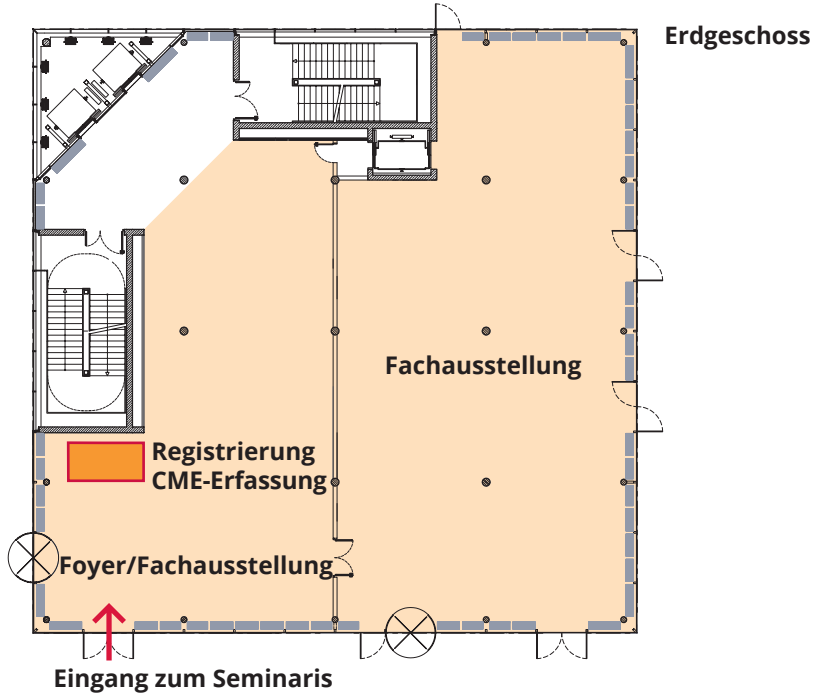 Erdgeschoss
Fachausstellung
Registrierung
CME-Erfassung
Foyer/Fachausstellung
Eingang zum Seminaris